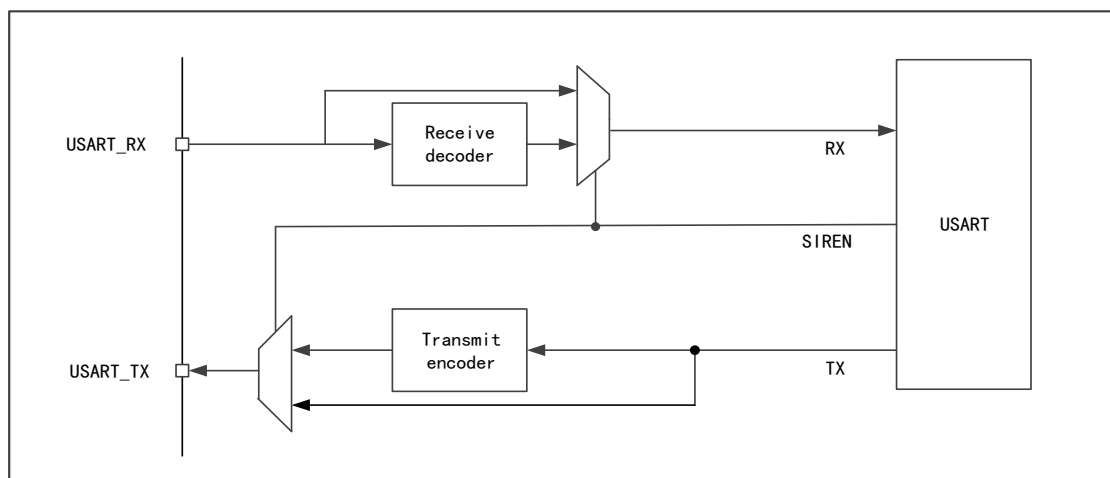 Receive
decoder
USART_RX
RX
SIREN
USART
Transmit
encoder
USART_TX
TX